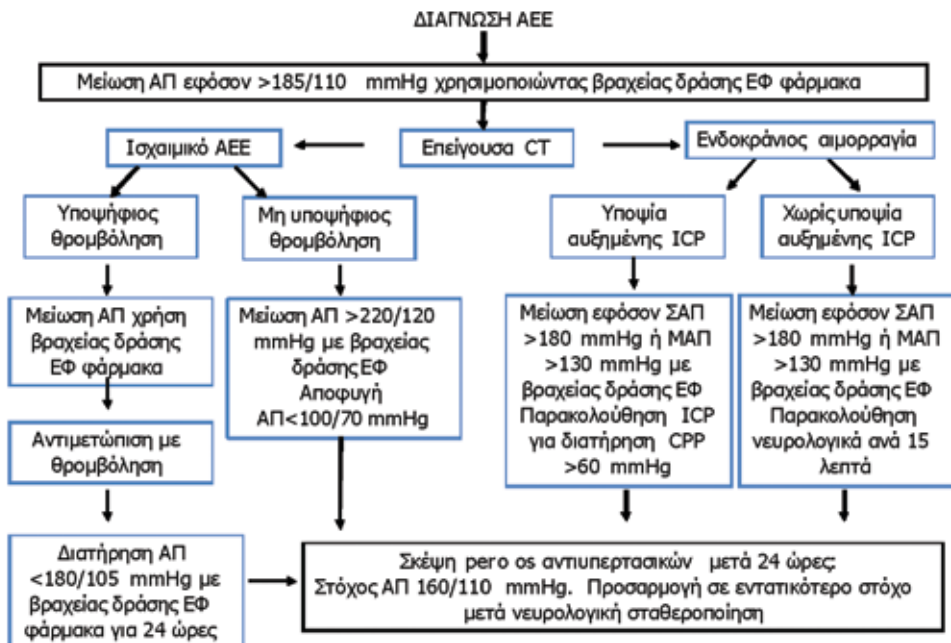 ΔΙΑΓΝΩΣΗ ΑΕΕ
Μείωση ΑΠ εφόσον >185/110 mmHg χρησιμοποιώντας βραχείας δράσης ΕΦ φάρμακα
Ισχαιμικό ΑΕΕ
Επείγουσα CT
Ενδοκράνιος αιμορραγία
Υποψήφιος
θρομβόληση
Μη υποψήφιος
θρομβόληση
Υποψία
αυξημένης ICP
Χωρίς υποψία
αυξημένης ICP
Μείωση ΑΠ χρήση
βραχείας δράσης
ΕΦ φάρμακα
Μείωση ΑΠ >220/120
mmHg με βραχείας
δράσης ΕΦ
Αποφυγή
ΑΠ<100/70 mmHg
Μείωση εφόσον ΣΑΠ
>180 mmHg ή ΜΑΠ
>130 mmHg με
βραχείας δράσης ΕΦ
Παρακολούθηση ICP
για διατήρηση CPP
>60 mmHg
Μείωση εφόσον ΣΑΠ
>180 mmHg ή ΜΑΠ
>130 mmHg με
βραχείας δράσης ΕΦ
Παρακολούθηση
νευρολογικά ανά 15
λεπτά
Αντιμετώπιση με
θρομβόληση
Διατήρηση ΑΠ
<180/105 mmHg με
βραχείας δράσης ΕΦ
φάρμακα για 24 ώρες
Σκέψη pero os αντιυπερτασικών μετά 24 ώρες:
Στόχος ΑΠ 160/110 mmHg. Προσαρμογή σε εντατικότερο στόχο
μετά νευρολογική σταθεροποίηση